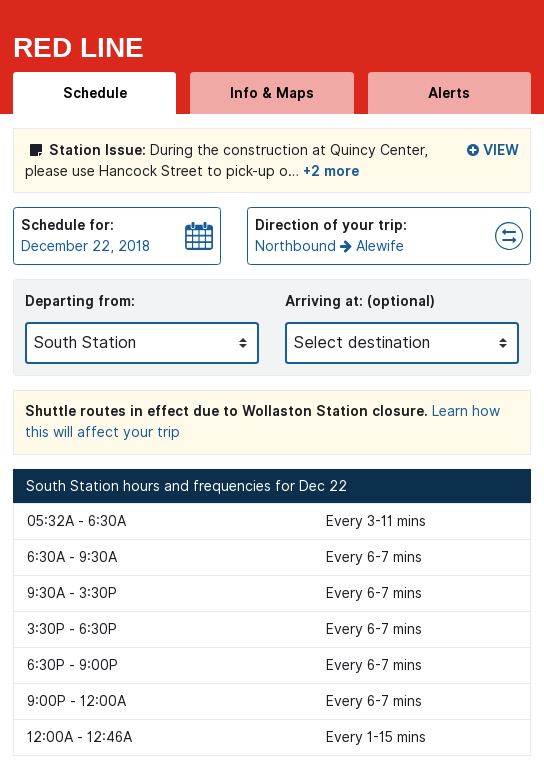 RED LINE
Schedule
Info & Maps
Alerts
Station Issue: During the construction at Quincy Center, VIEW
please use Hancock Street to pick-up o... +2 more
Schedule for:
December 22, 2018
Direction of your trip:
Northbound → Alewife
Departing from:
South Station
Arriving at: (optional)
Select destination
Shuttle routes in effect due to Wollaston Station closure. Learn how
this will affect your trip
South Station hours and frequencies for Dec 22
05:32A - 6:30A Every 3-11 mins
6:30A - 9:30A Every 6-7 mins
9:30A - 3:30P Every 6-7 mins
3:30P - 6:30P Every 6-7 mins
6:30P - 9:00P Every 6-7 mins
9:00P - 12:00A Every 6-7 mins
12:00A - 12:46A Every 1-15 mins